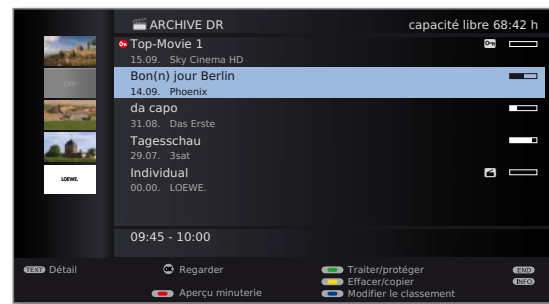 ARCHIVE DR capacité libre 68:42 h
Top-Movie 1
15.09. Sky Cinema HD
Bon(n) jour Berlin
14.09. Phoenix
da capo
31.08. Das Erste
Tagesschau
29.07. 3sat
Individual
00.00. LOEWE.
LOEWE.
09:45 - 10:00
TEXT Détail OK Regarder Traiter/protéger END
Effacer/copier INFO
Aperçu minuterie Modifier le classement